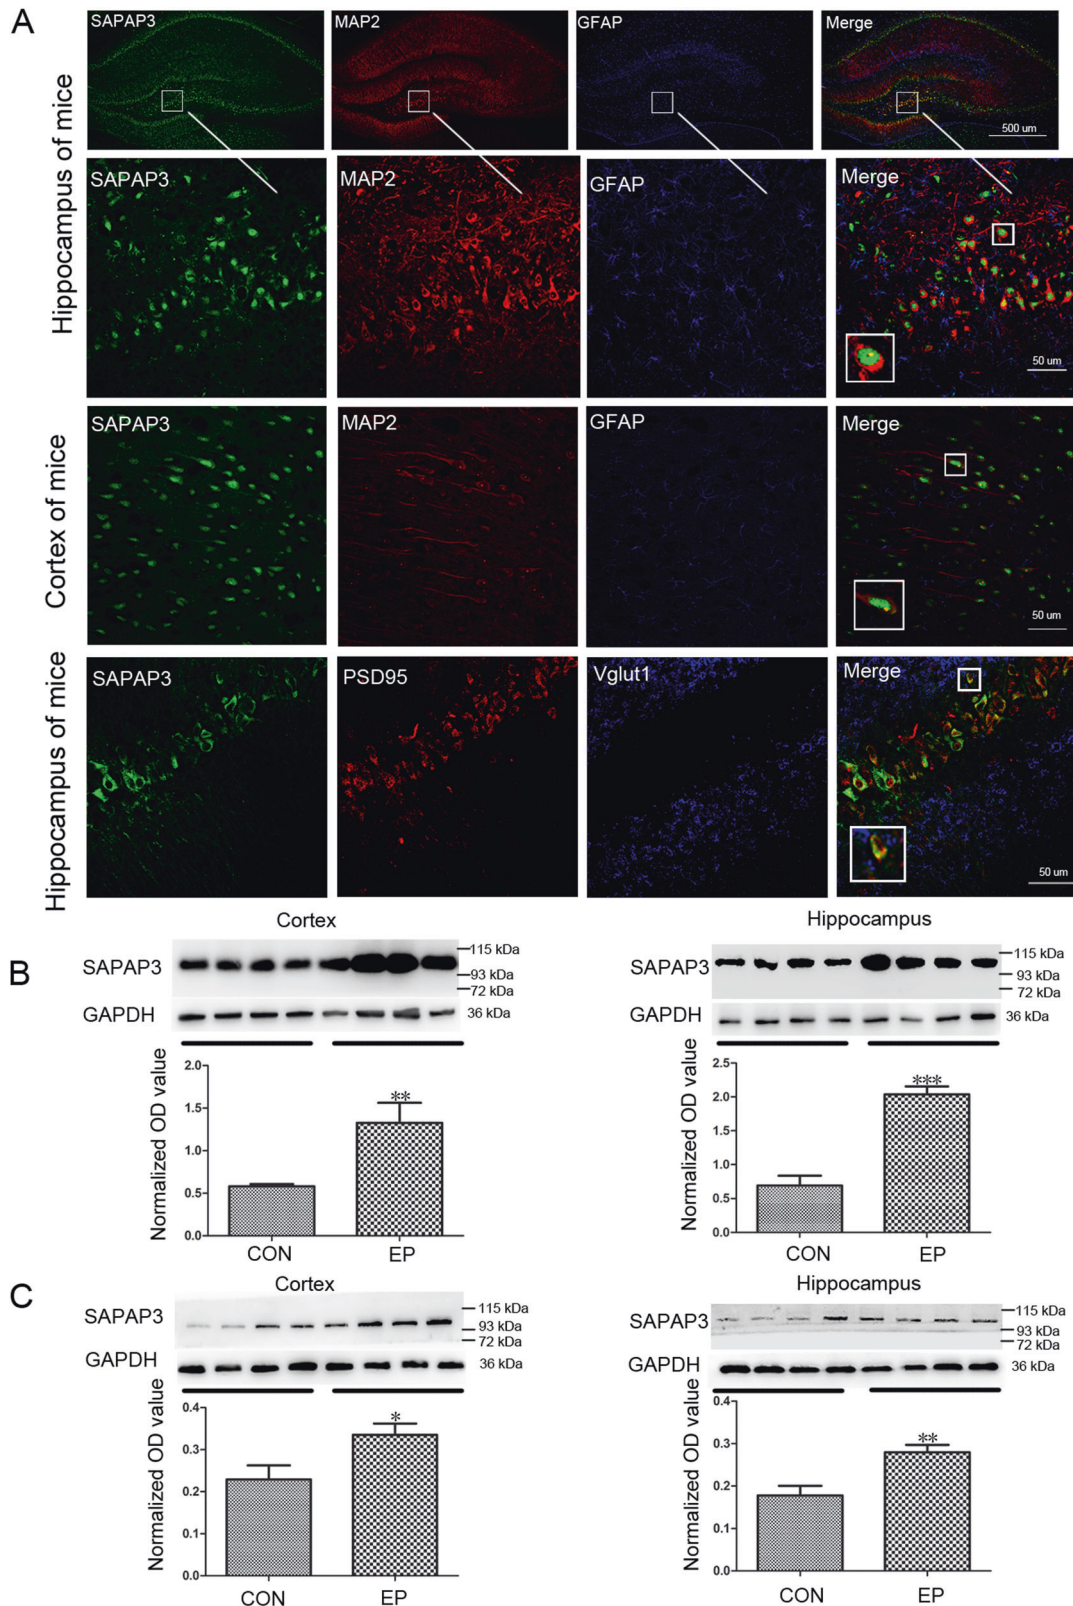 A
Hippocampus of mice
SAPAP3
MAP2
GFAP
Merge
500 um
SAPAP3
MAP2
GFAP
Merge
50 um
Cortex of mice
SAPAP3
MAP2
GFAP
Merge
50 um
Hippocampus of mice
SAPAP3
PSD95
Vglut1
Merge
50 um
B
Cortex
SAPAP3
115 kDa
93 kDa
72 kDa
GAPDH
36 kDa
Normalized OD value
2.0
1.5
1.0
0.5
0.0
**
CON
EP
Hippocampus
SAPAP3
115 kDa
93 kDa
72 kDa
GAPDH
36 kDa
Normalized OD value
2.5
2.0
1.5
1.0
0.5
0.0
***
CON
EP
C
Cortex
SAPAP3
115 kDa
93 kDa
72 kDa
GAPDH
36 kDa
Normalized OD value
0.4
0.3
0.2
0.1
0.0
*
CON
EP
Hippocampus
SAPAP3
115 kDa
93 kDa
72 kDa
GAPDH
36 kDa
Normalized OD value
0.4
0.3
0.2
0.1
0.0
**
CON
EP